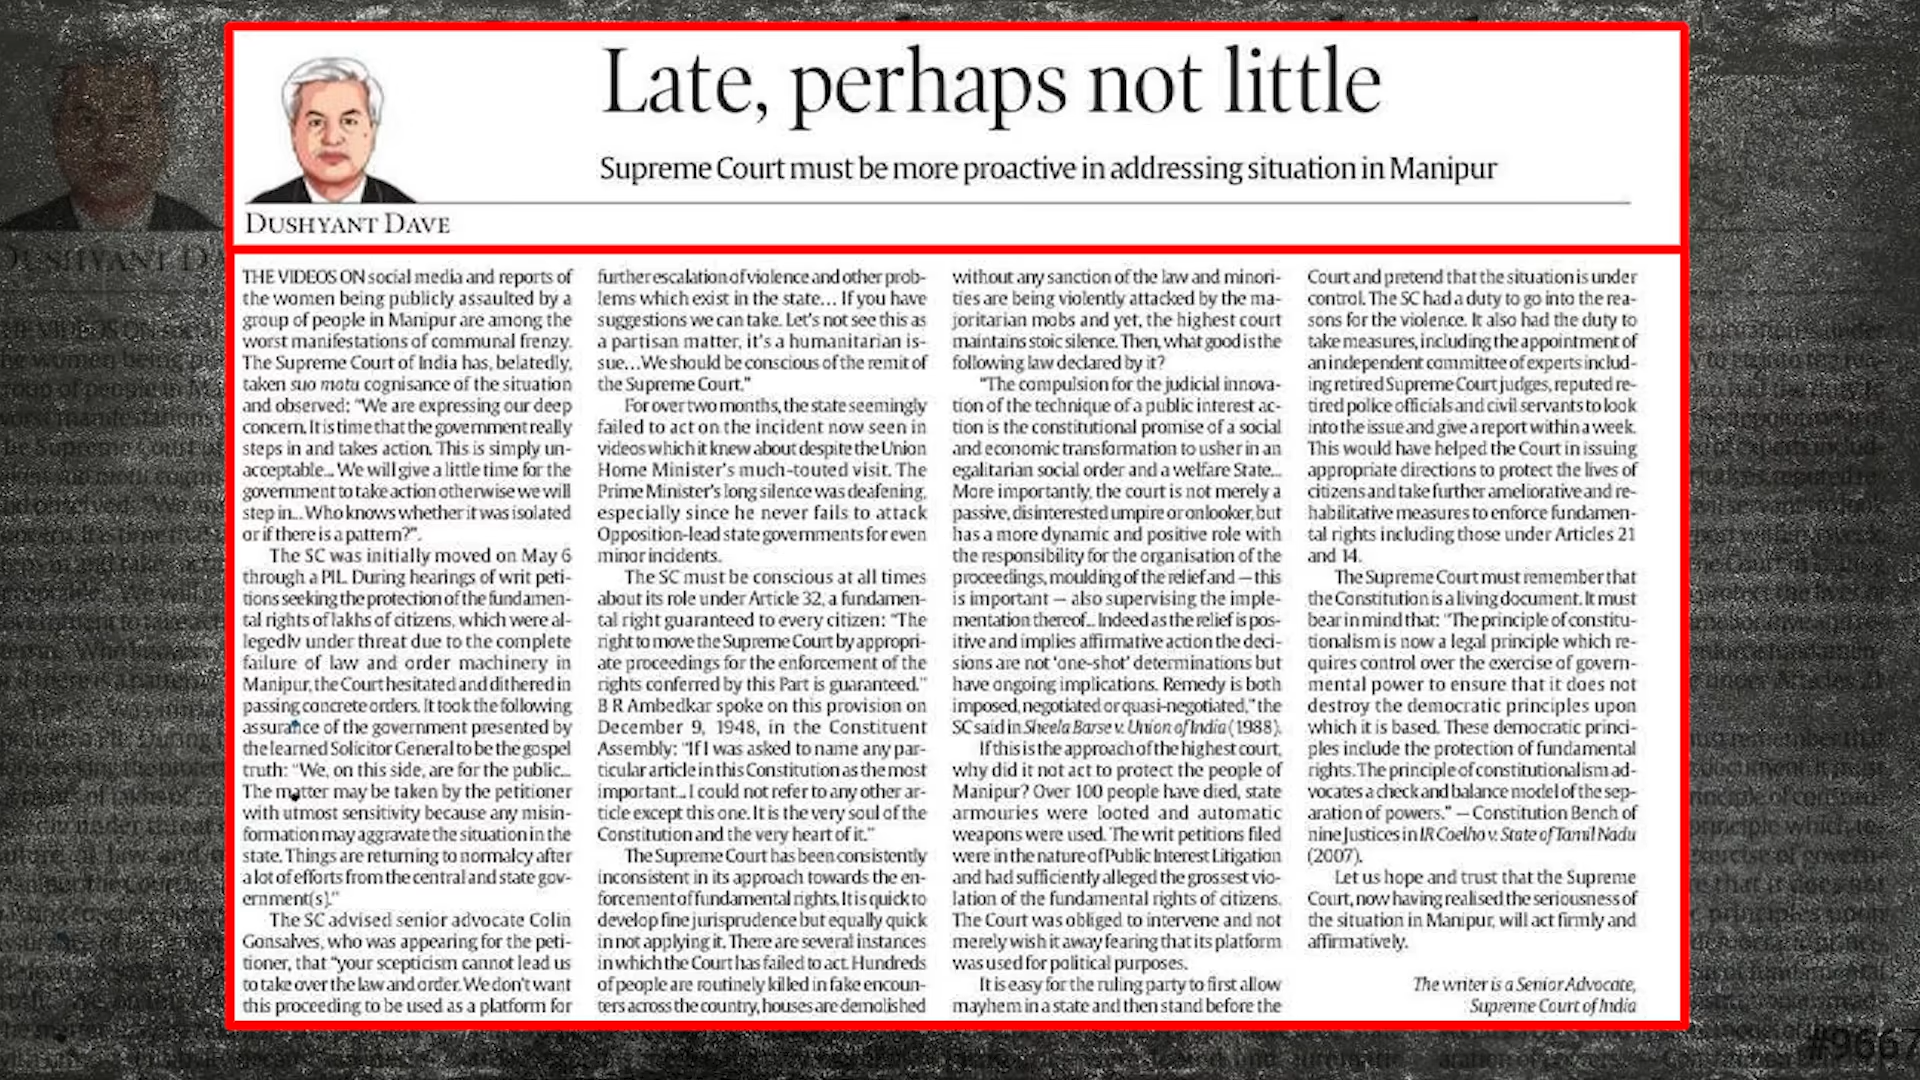 Late, perhaps not little
Supreme Court must be more proactive in addressing situation in Manipur
DUSHYANT DAVE
THE VIDEOS ON social media and reports of
the women being publicly assaulted by a
group of people in Manipur are among the
worst manifestations of communal frenzy.
The Supreme Court of India has, belatedly,
taken suo motu cognisance of the situation
and observed: "We are expressing our deep
concern. It is time that the government really
steps in and takes action. This is simply un-
acceptable... We will give a little time for the
government to take action otherwise we will
step in... Who knows whether it was isolated
or if there is a pattern?".
The SC was initially moved on May 6
through a PIL. During hearings of writ peti-
tions seeking the protection of the fundamen-
tal rights of lakhs of citizens, which were al-
legedly under threat due to the complete
failure of law and order machinery in
Manipur, the Court hesitated and dithered in
passing concrete orders. It took the following
assurance of the government presented by
the learned Solicitor General to be the gospel
truth: "We, on this side, are for the public...
The matter may be taken by the petitioner
with utmost sensitivity because any misin-
formation may aggravate the situation in the
state. Things are returning to normalcy after
a lot of efforts from the central and state gov-
ernment(s)."
The SC advised senior advocate Colin
Gonsalves, who was appearing for the peti-
tioner, that "your scepticism cannot lead us
to take over the law and order. We don't want
this proceeding to be used as a platform for
further escalation of violence and other prob-
lems which exist in the state... If you have
suggestions we can take. Let's not see this as
a partisan matter, it's a humanitarian is-
sue...We should be conscious of the remit of
the Supreme Court."
For over two months, the state seemingly
failed to act on the incident now seen in
videos which it knew about despite the Union
Home Minister's much-touted visit. The
Prime Minister's long silence was deafening,
especially since he never fails to attack
Opposition-lead state governments for even
minor incidents.
The SC must be conscious at all times
about its role under Article 32, a fundamen-
tal right guaranteed to every citizen: "The
right to move the Supreme Court by appropri-
ate proceedings for the enforcement of the
rights conferred by this Part is guaranteed."
B R Ambedkar spoke on this provision on
December 9, 1948, in the Constituent
Assembly: "If I was asked to name any par-
ticular article in this Constitution as the most
important... I could not refer to any other ar-
ticle except this one. It is the very soul of the
Constitution and the very heart of it."
The Supreme Court has been consistently
inconsistent in its approach towards the en-
forcement of fundamental rights. It is quick to
develop fine jurisprudence but equally quick
in not applying it. There are several instances
in which the Court has failed to act. Hundreds
of people are routinely killed in fake encoun-
ters across the country, houses are demolished
without any sanction of the law and minori-
ties are being violently attacked by the ma-
joritarian mobs and yet, the highest court
maintains stoic silence. Then, what good is the
following law declared by it?
"The compulsion for the judicial innova-
tion of the technique of a public interest ac-
tion is the constitutional promise of a social
and economic transformation to usher in an
egalitarian social order and a welfare State...
More importantly, the court is not merely a
passive, disinterested umpire or onlooker, but
has a more dynamic and positive role with
the responsibility for the organisation of the
proceedings, moulding of the relief and — this
is important — also supervising the imple-
mentation thereof... Indeed as the relief is pos-
itive and implies affirmative action the deci-
sions are not 'one-shot' determinations but
have ongoing implications. Remedy is both
imposed, negotiated or quasi-negotiated," the
SC said in Sheela Barse v. Union of India (1988).
If this is the approach of the highest court,
why did it not act to protect the people of
Manipur? Over 100 people have died, state
armouries were looted and automatic
weapons were used. The writ petitions filed
were in the nature of Public Interest Litigation
and had sufficiently alleged the grossest vio-
lation of the fundamental rights of citizens.
The Court was obliged to intervene and not
merely wish it away fearing that its platform
was used for political purposes.
It is easy for the ruling party to first allow
mayhem in a state and then stand before the
Court and pretend that the situation is under
control. The SC had a duty to go into the rea-
sons for the violence. It also had the duty to
take measures, including the appointment of
an independent committee of experts includ-
ing retired Supreme Court judges, reputed re-
tired police officials and civil servants to look
into the issue and give a report within a week.
This would have helped the Court in issuing
appropriate directions to protect the lives of
citizens and take further ameliorative and re-
habilitative measures to enforce fundamen-
tal rights including those under Articles 21
and 14.
The Supreme Court must remember that
the Constitution is a living document. It must
bear in mind that: "The principle of constitu-
tionalism is now a legal principle which re-
quires control over the exercise of govern-
mental power to ensure that it does not
destroy the democratic principles upon
which it is based. These democratic princi-
ples include the protection of fundamental
rights. The principle of constitutionalism ad-
vocates a check and balance model of the sep-
aration of powers." — Constitution Bench of
nine Justices in IR Coelho v. State of Tamil Nadu
(2007).
Let us hope and trust that the Supreme
Court, now having realised the seriousness of
the situation in Manipur, will act firmly and
affirmatively.
The writer is a Senior Advocate,
Supreme Court of India
#9667